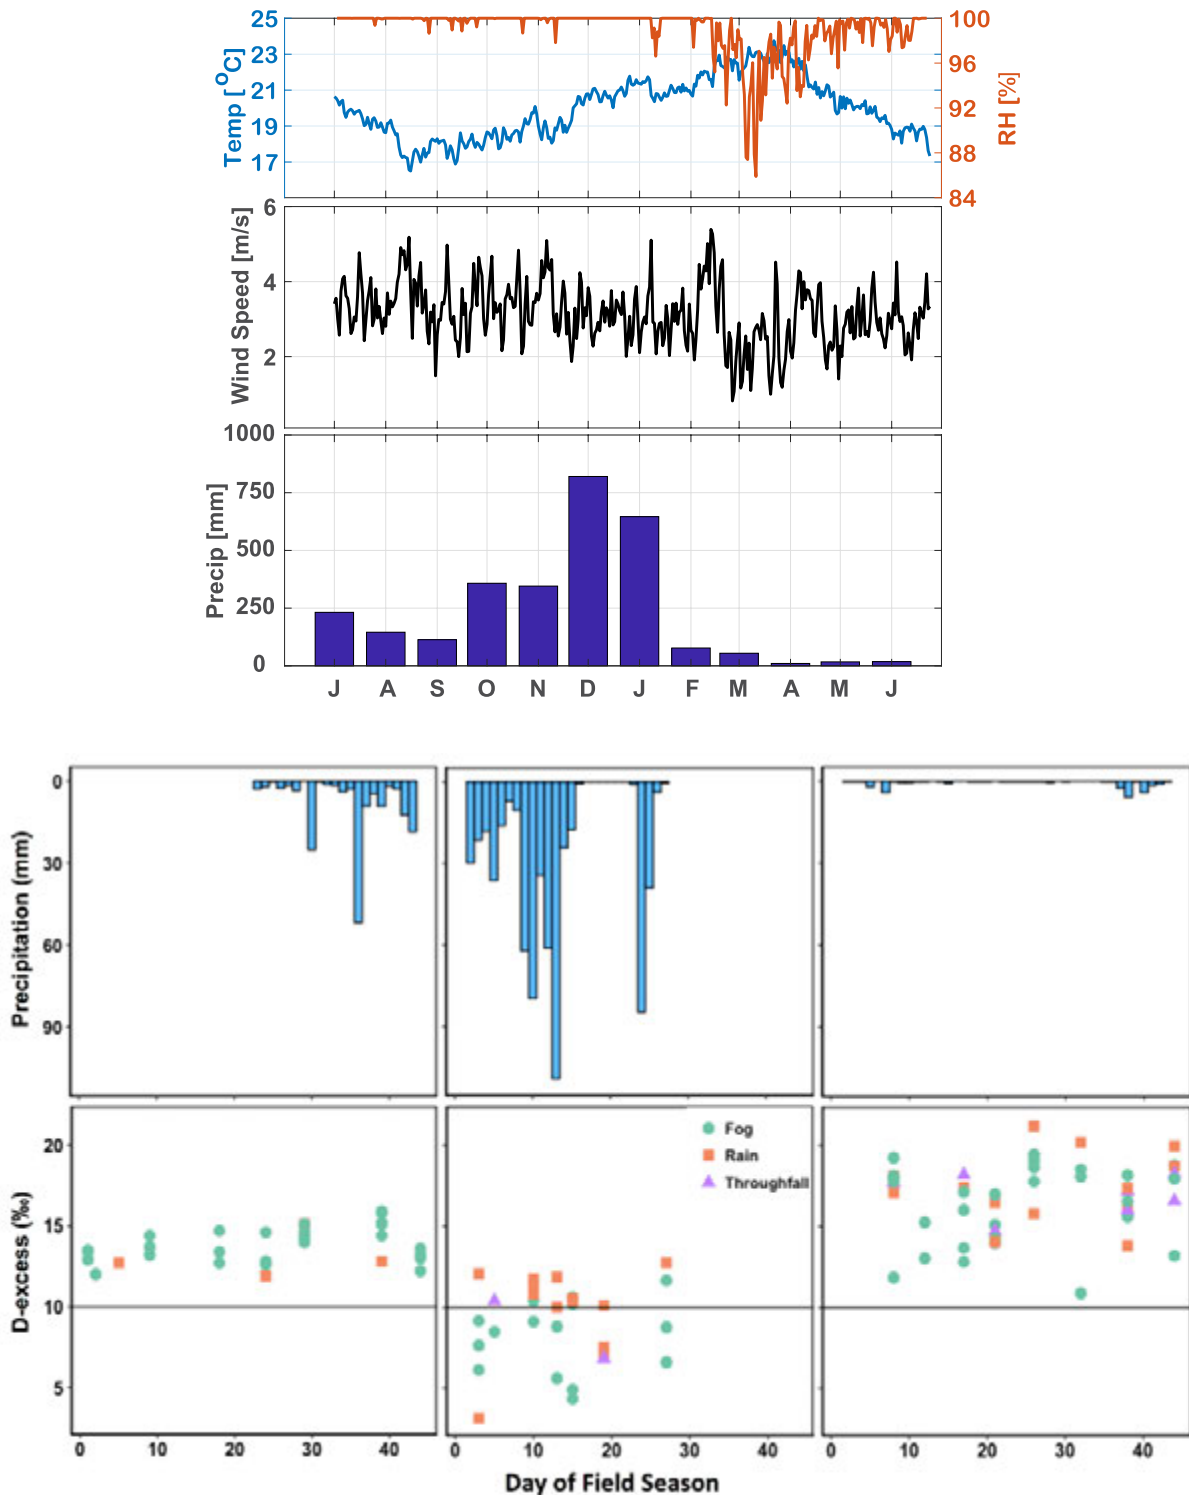 25
23
21
19
17
Temp [°C]
100
96
92
88
84
RH [%]
6
4
2
Wind Speed [m/s]
1000
750
500
250
0
Precip [mm]
J A S O N D J F M A M J
0
30
60
90
Precipitation (mm)
20
15
10
5
D-excess (‰)
Fog
Rain
Throughfall
0 10 20 30 40 0 10 20 30 40 0 10 20 30 40
Day of Field Season